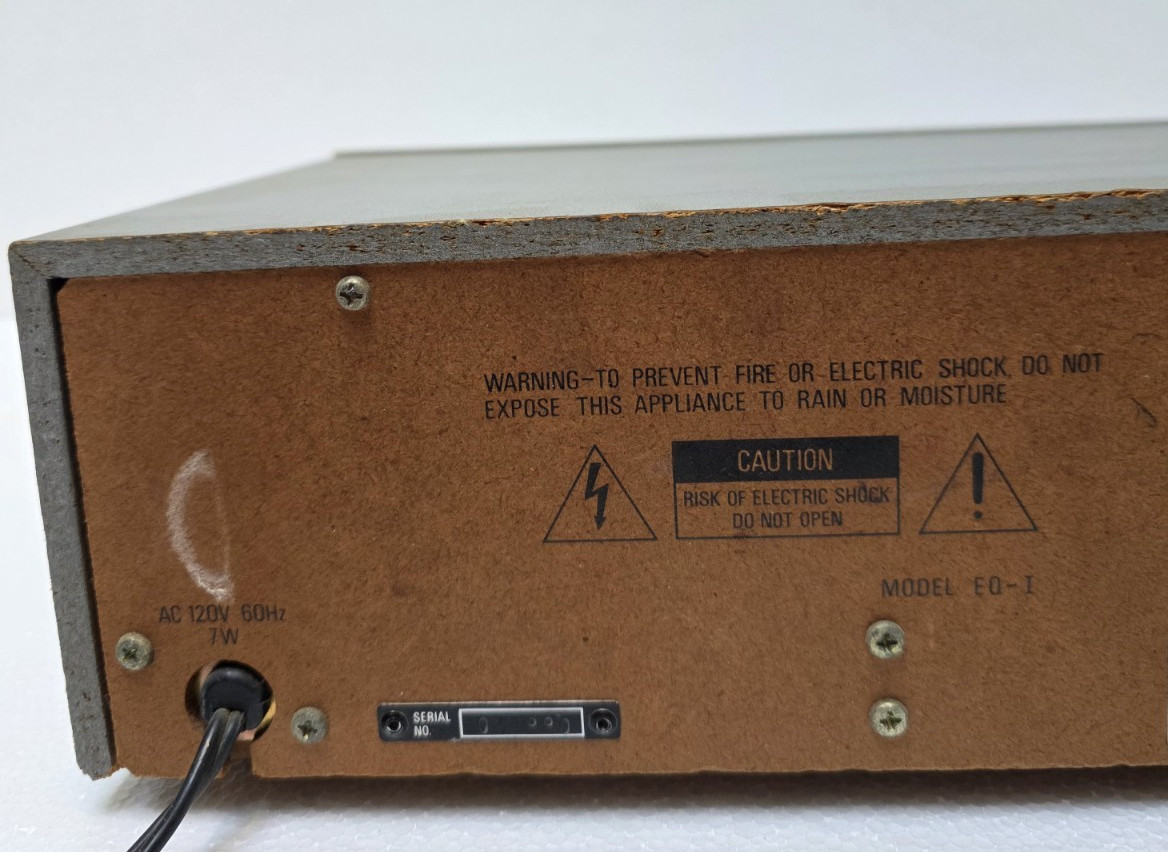 WARNING-TO PREVENT FIRE OR ELECTRIC SHOCK, DO NOT
EXPOSE THIS APPLIANCE TO RAIN OR MOISTURE
CAUTION
RISK OF ELECTRIC SHOCK
DO NOT OPEN
MODEL EQ-I
AC 120V 60Hz
7W
SERIAL
NO.